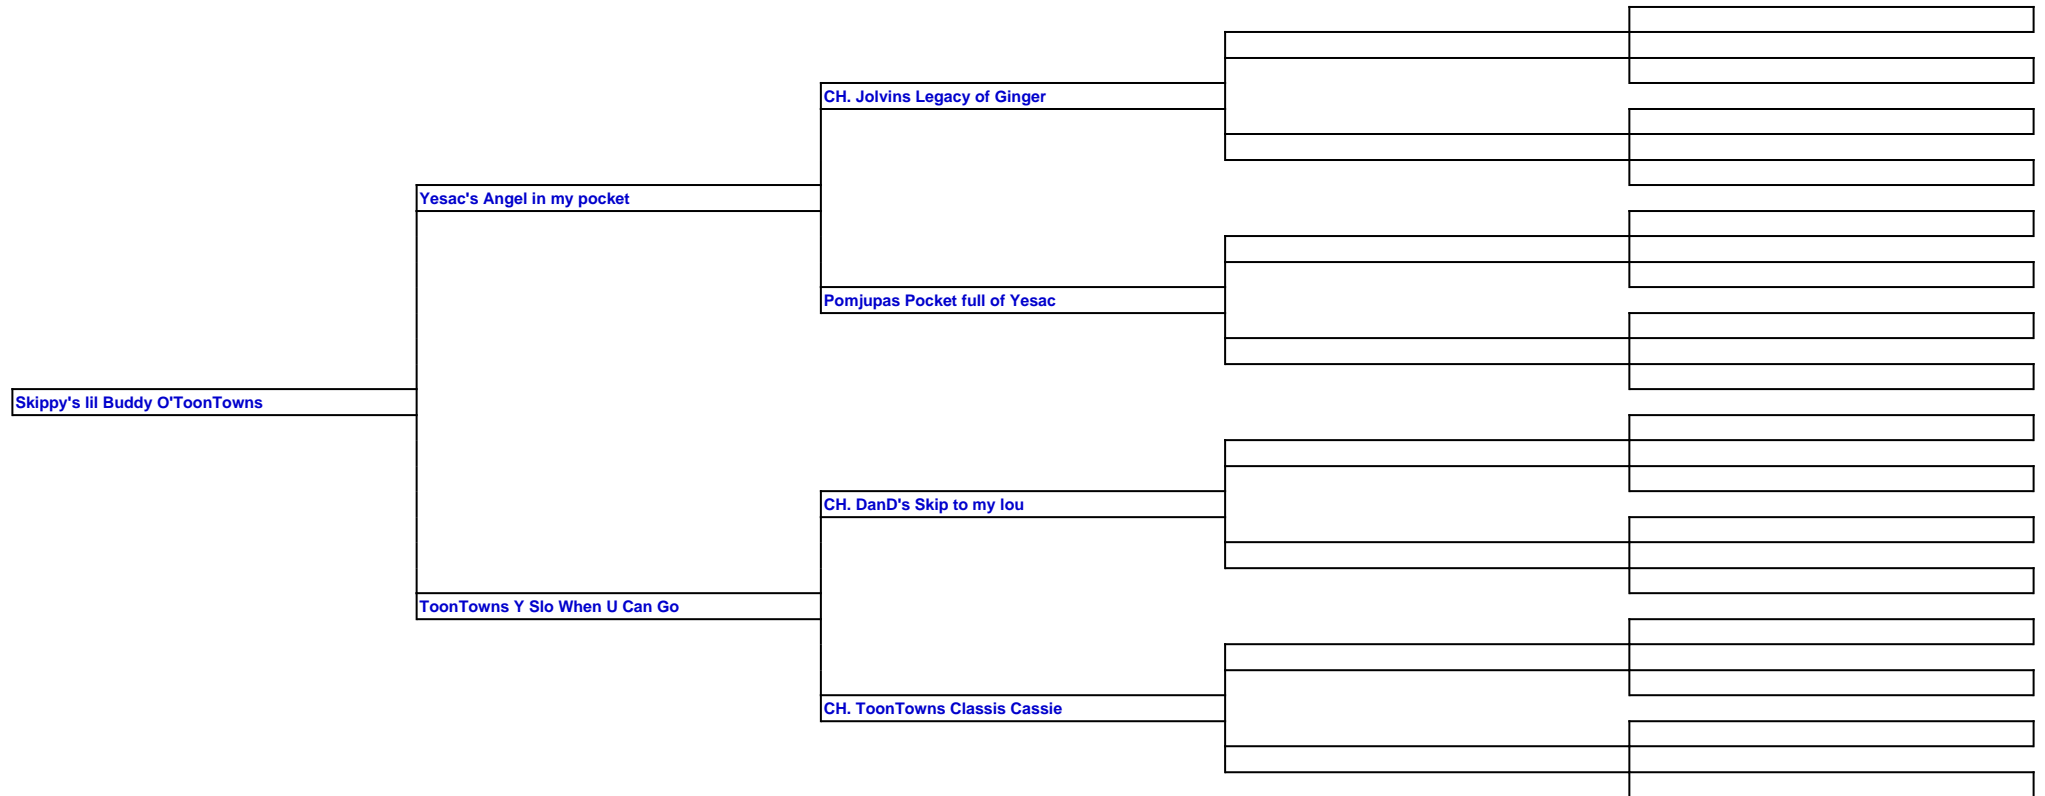 CH. Jolvins Legacy of Ginger
Yesac's Angel in my pocket
Pomjupas Pocket full of Yesac
Skippy's lil Buddy O'ToonTowns
CH. DanD's Skip to my lou
ToonTowns Y Slo When U Can Go
CH. ToonTowns Classis Cassie